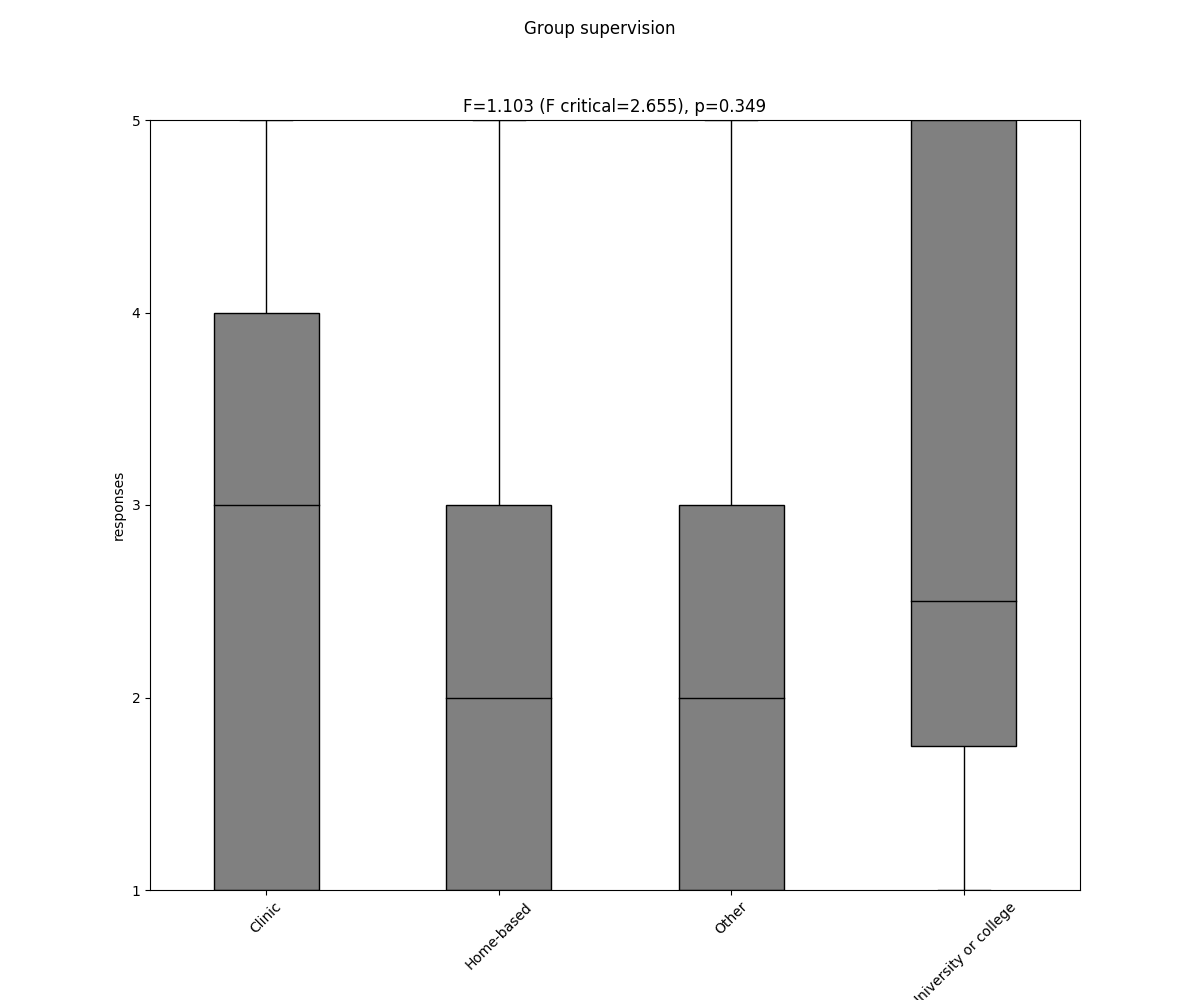 Group supervision
F=1.103 (F critical=2.655), p=0.349
responses
5
4
3
2
1
Clinic
Home-based
Other
or college